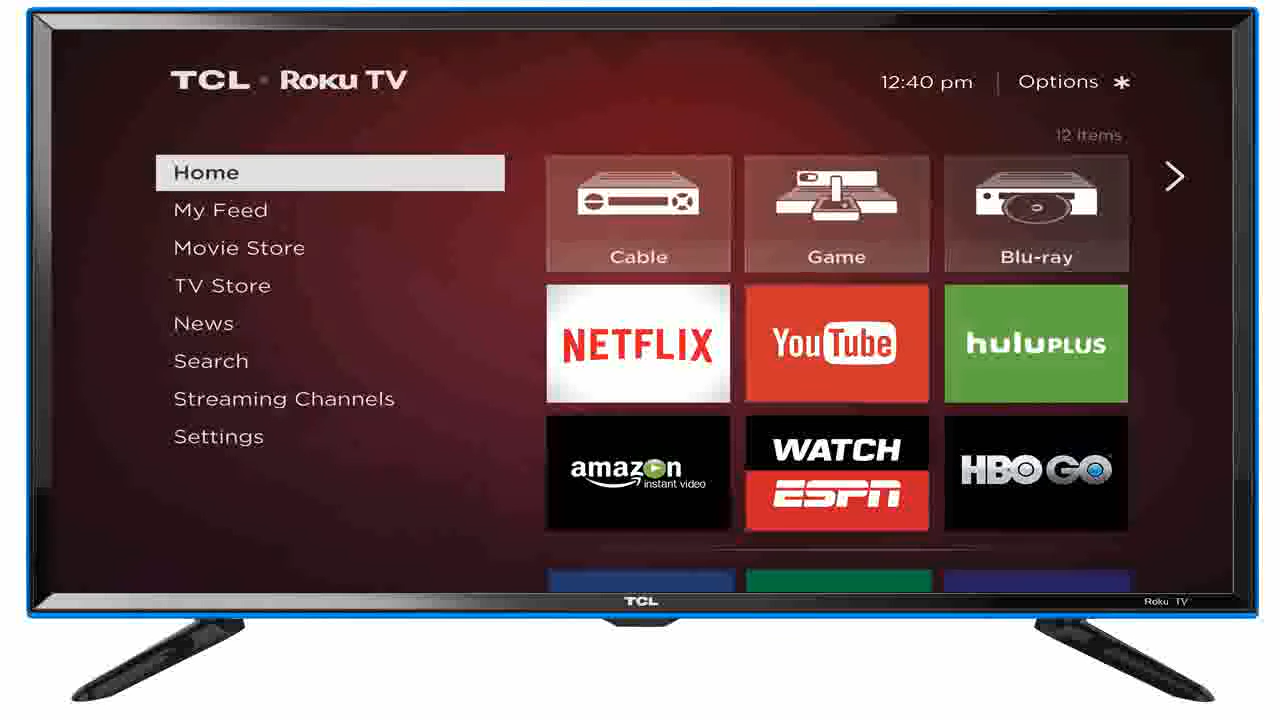 TCL • Roku TV
12:40 pm | Options *
12 items
Home
My Feed
Movie Store
TV Store
News
Search
Streaming Channels
Settings
Cable
Game
Blu-ray
NETFLIX
YouTube
huluPLUS
amazon
instant video
WATCH
ESPN
HBO GO
TCL
Roku TV